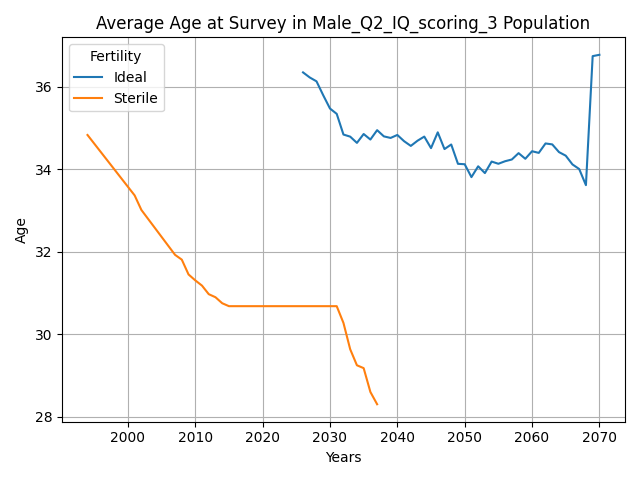 Average Age at Survey in Male_Q2_IQ_scoring_3 Population
Fertility
Ideal
Sterile
Age
36
34
32
30
28
2000
2010
2020
2030
2040
2050
2060
2070
Years